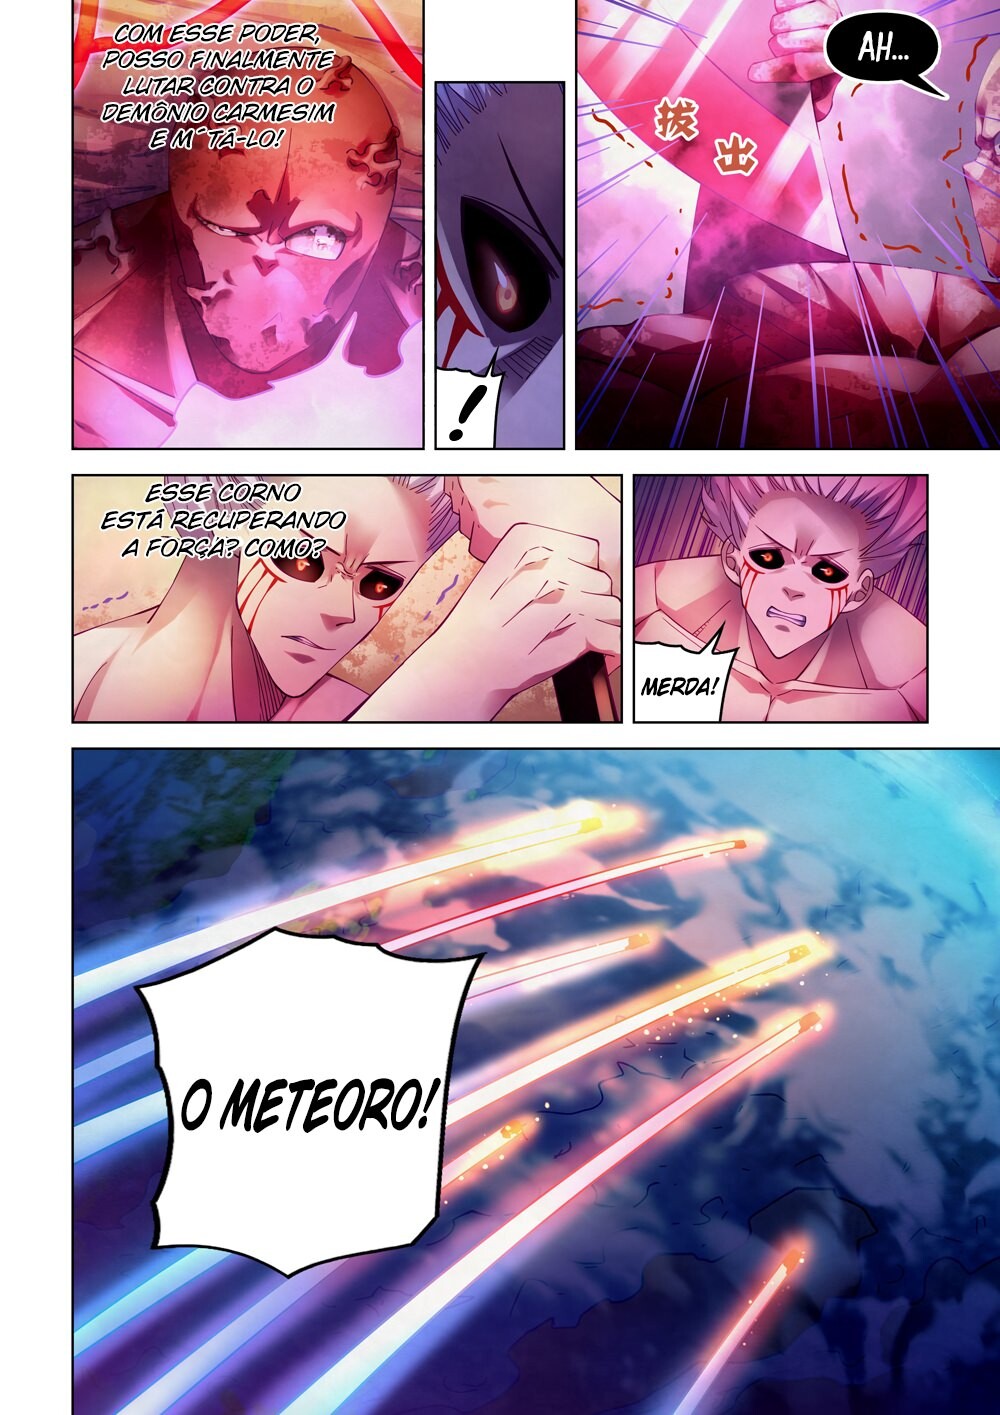 COM ESSE PODER,
POSSO FINALMENTE
LUTAR CONTRA O
DEMÔNIO CARMESIM
E M´TÁ-LO!
!
拔
出
AH...
ESSE CORNO
ESTÁ RECUPERANDO
A FORÇA? COMO?
MERDA!
O METEORO!